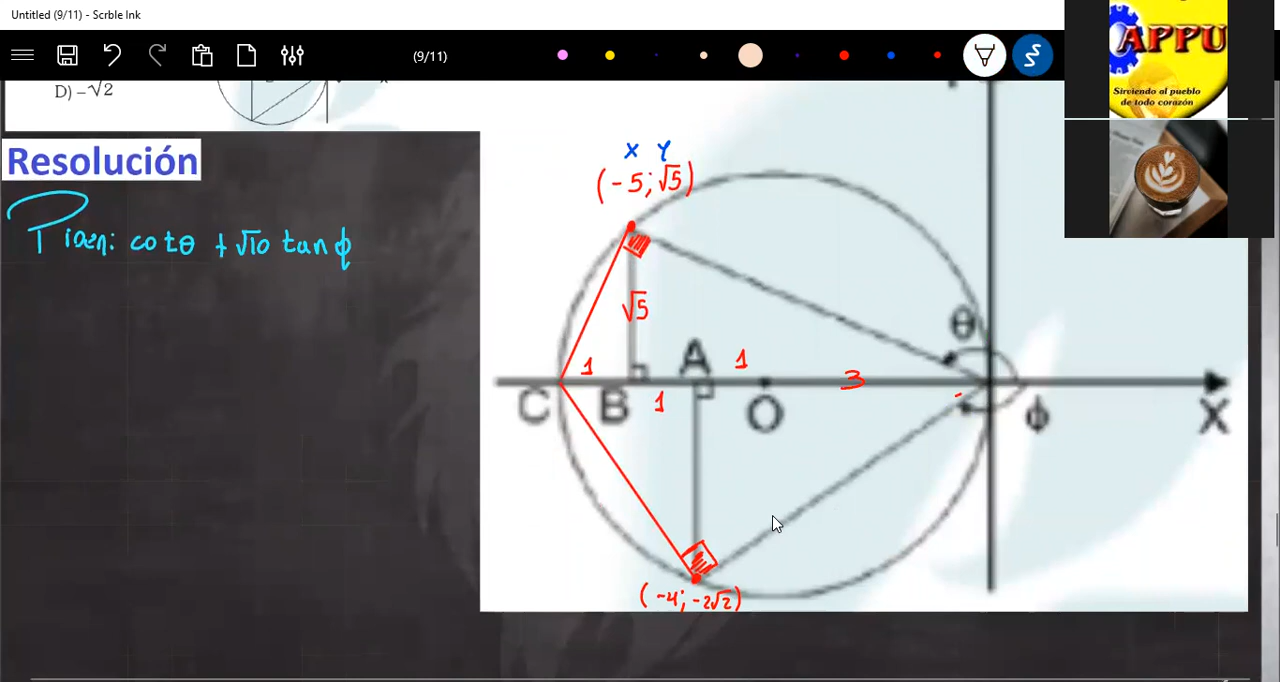 Untitled (9/11) - Scrble Ink
(9/11)
APPU
Sirviendo al pueblo
de todo corazón
D) –√2
Resolución
Piden: cotθ + √10 tan ϕ
X Y
(-5; √5)
√5
θ
1
A
1
3
C
B
1
O
ϕ
X
(-4; -2√2)